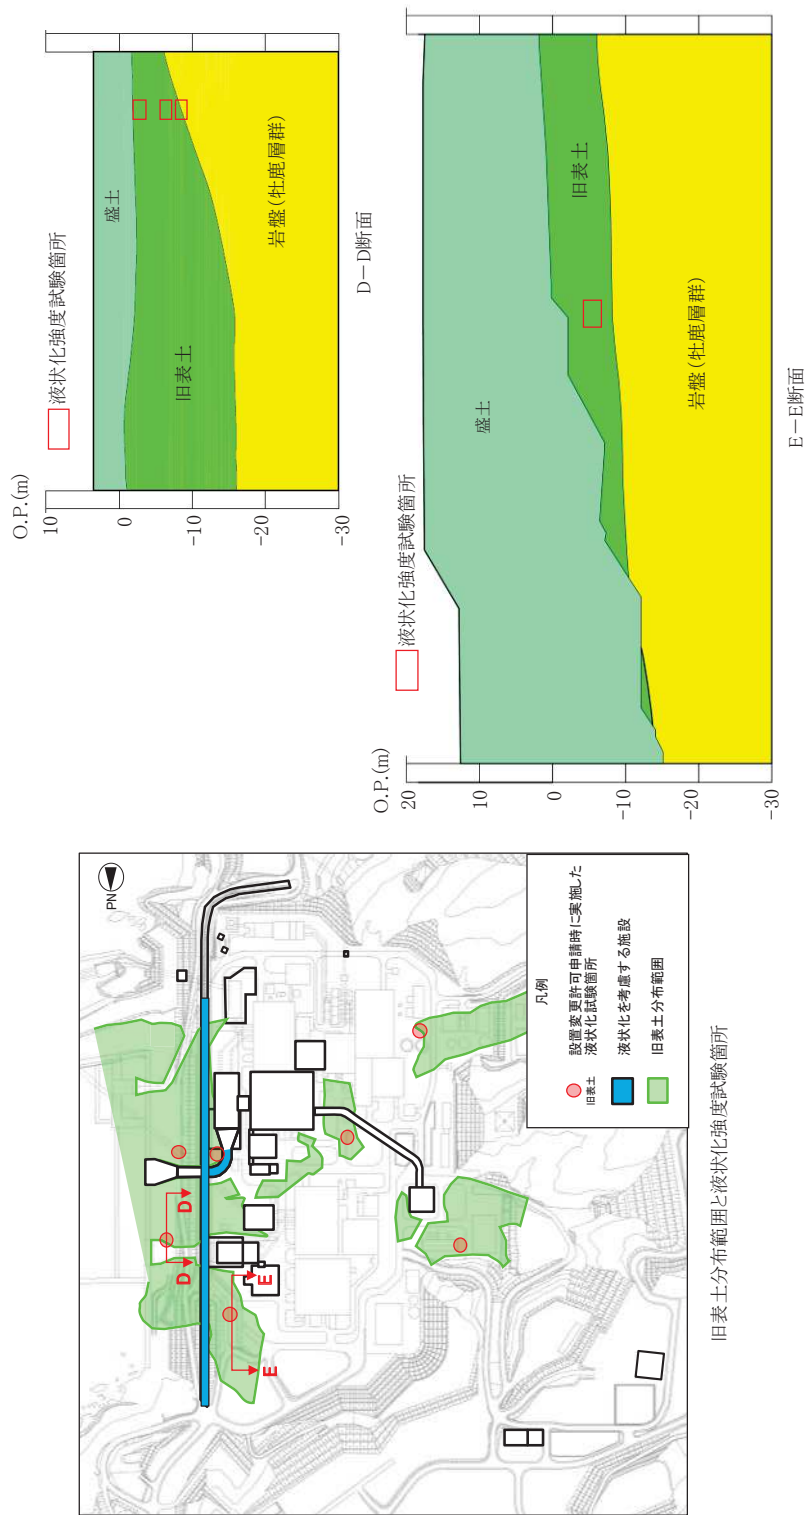 PN
D
D
E
E
凡例
旧表土
設置変更許可申請時に実施した
液状化試験箇所
液状化を考慮する施設
旧表土分布範囲
旧表土分布範囲と液状化強度試験箇所
O.P.(m)
液状化強度試験箇所
10
0
-10
-20
-30
盛土
旧表土
岩盤(牡鹿層群)
D－D断面
O.P.(m)
液状化強度試験箇所
20
10
0
-10
-20
-30
盛土
旧表土
岩盤(牡鹿層群)
E－E断面